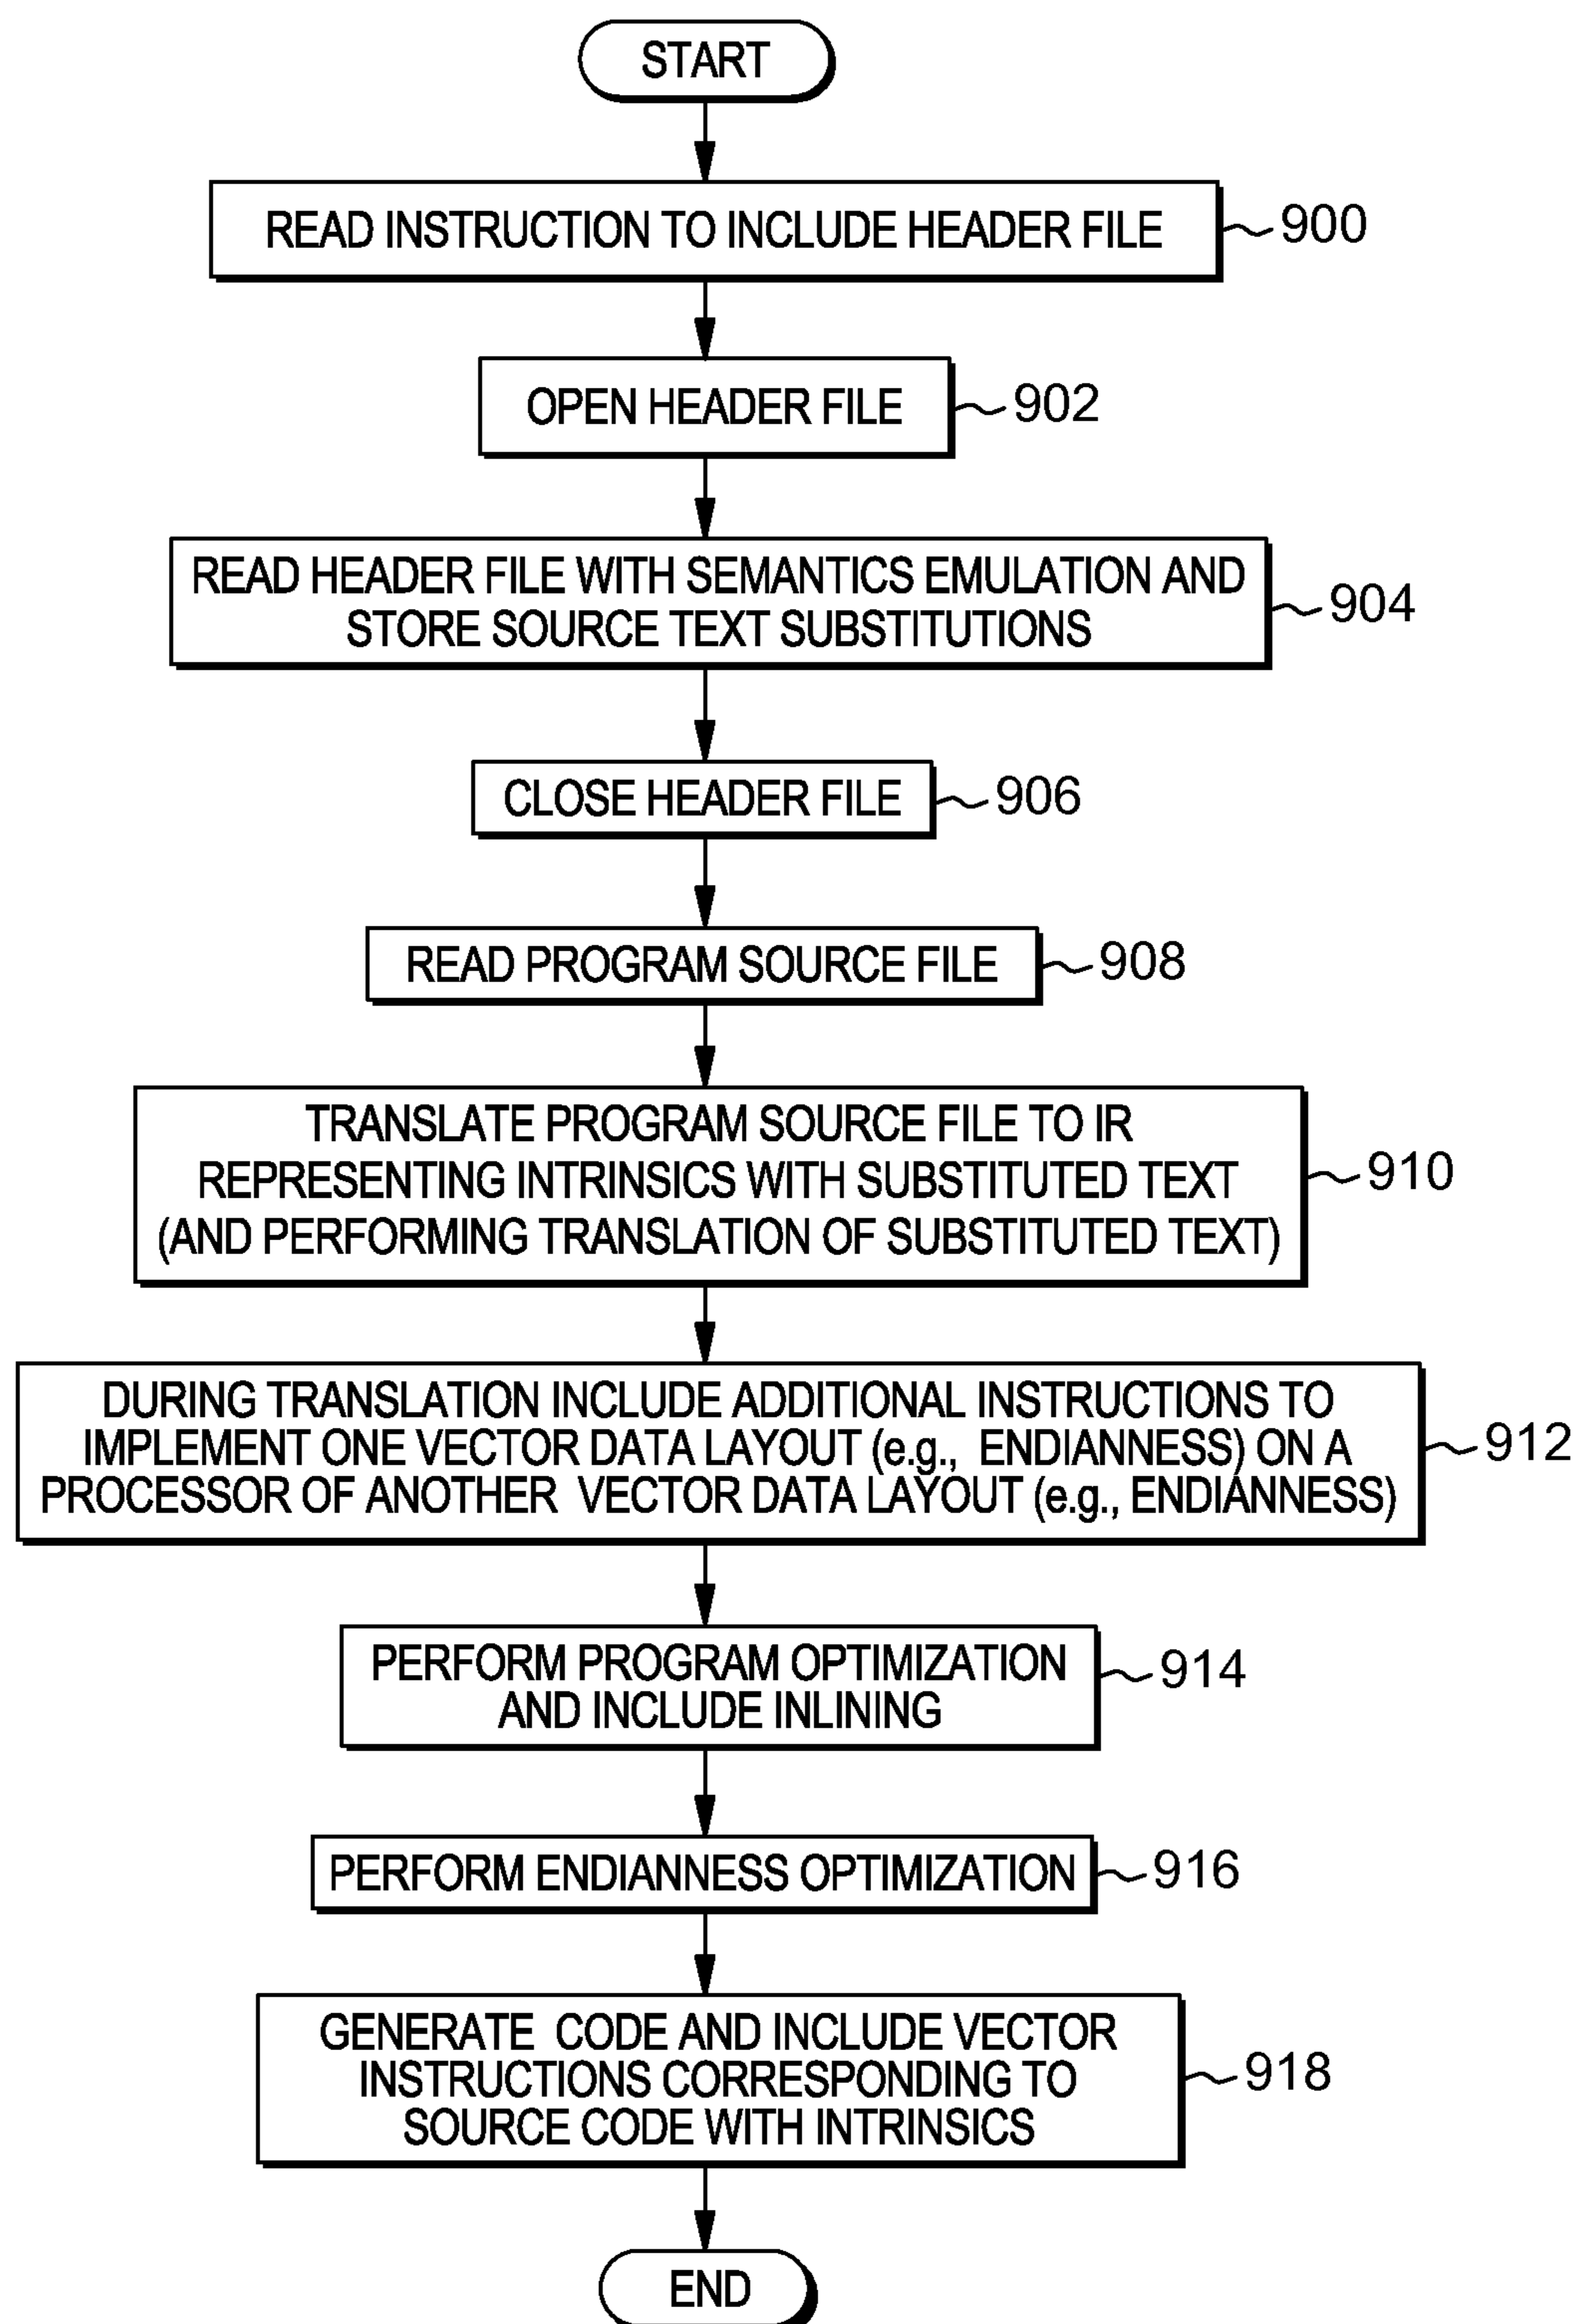 START
READ INSTRUCTION TO INCLUDE HEADER FILE
900
OPEN HEADER FILE
902
READ HEADER FILE WITH SEMANTICS EMULATION AND
STORE SOURCE TEXT SUBSTITUTIONS
904
CLOSE HEADER FILE
906
READ PROGRAM SOURCE FILE
908
TRANSLATE PROGRAM SOURCE FILE TO IR
REPRESENTING INTRINSICS WITH SUBSTITUTED TEXT
(AND PERFORMING TRANSLATION OF SUBSTITUTED TEXT)
910
DURING TRANSLATION INCLUDE ADDITIONAL INSTRUCTIONS TO
IMPLEMENT ONE VECTOR DATA LAYOUT (e.g., ENDIANNESS) ON A
PROCESSOR OF ANOTHER VECTOR DATA LAYOUT (e.g., ENDIANNESS)
912
PERFORM PROGRAM OPTIMIZATION
AND INCLUDE INLINING
914
PERFORM ENDIANNESS OPTIMIZATION
916
GENERATE CODE AND INCLUDE VECTOR
INSTRUCTIONS CORRESPONDING TO
SOURCE CODE WITH INTRINSICS
918
END